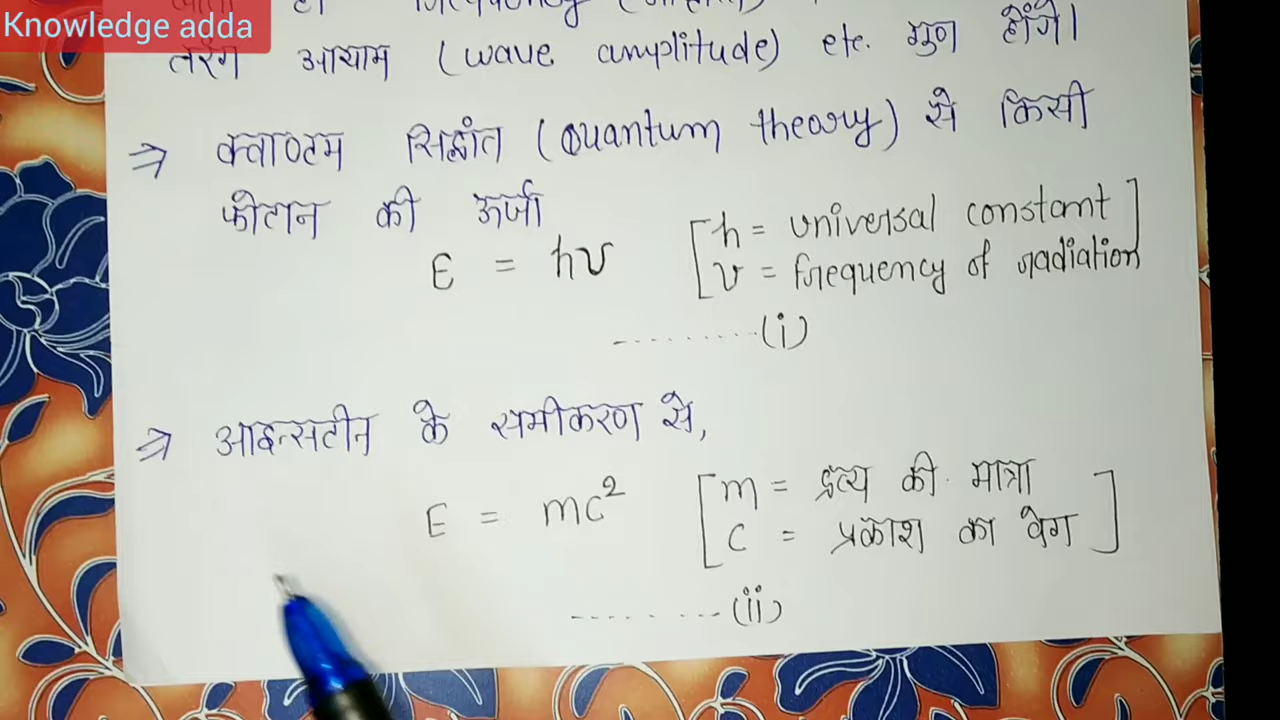 Knowledge adda
तरंग आयाम (wave amplitude) etc. गुण होंगे।
⇒ क्वाण्टम सिद्धांत (Quantum theory) से किसी
फोटान की ऊर्जा
E = hν [h = universal constant
ν = frequency of radiation]
.........(i)
⇒ आइन्सटीन के समीकरण से,
E = mc² [m = द्रव्य की मात्रा
c = प्रकाश का वेग]
.........(ii)